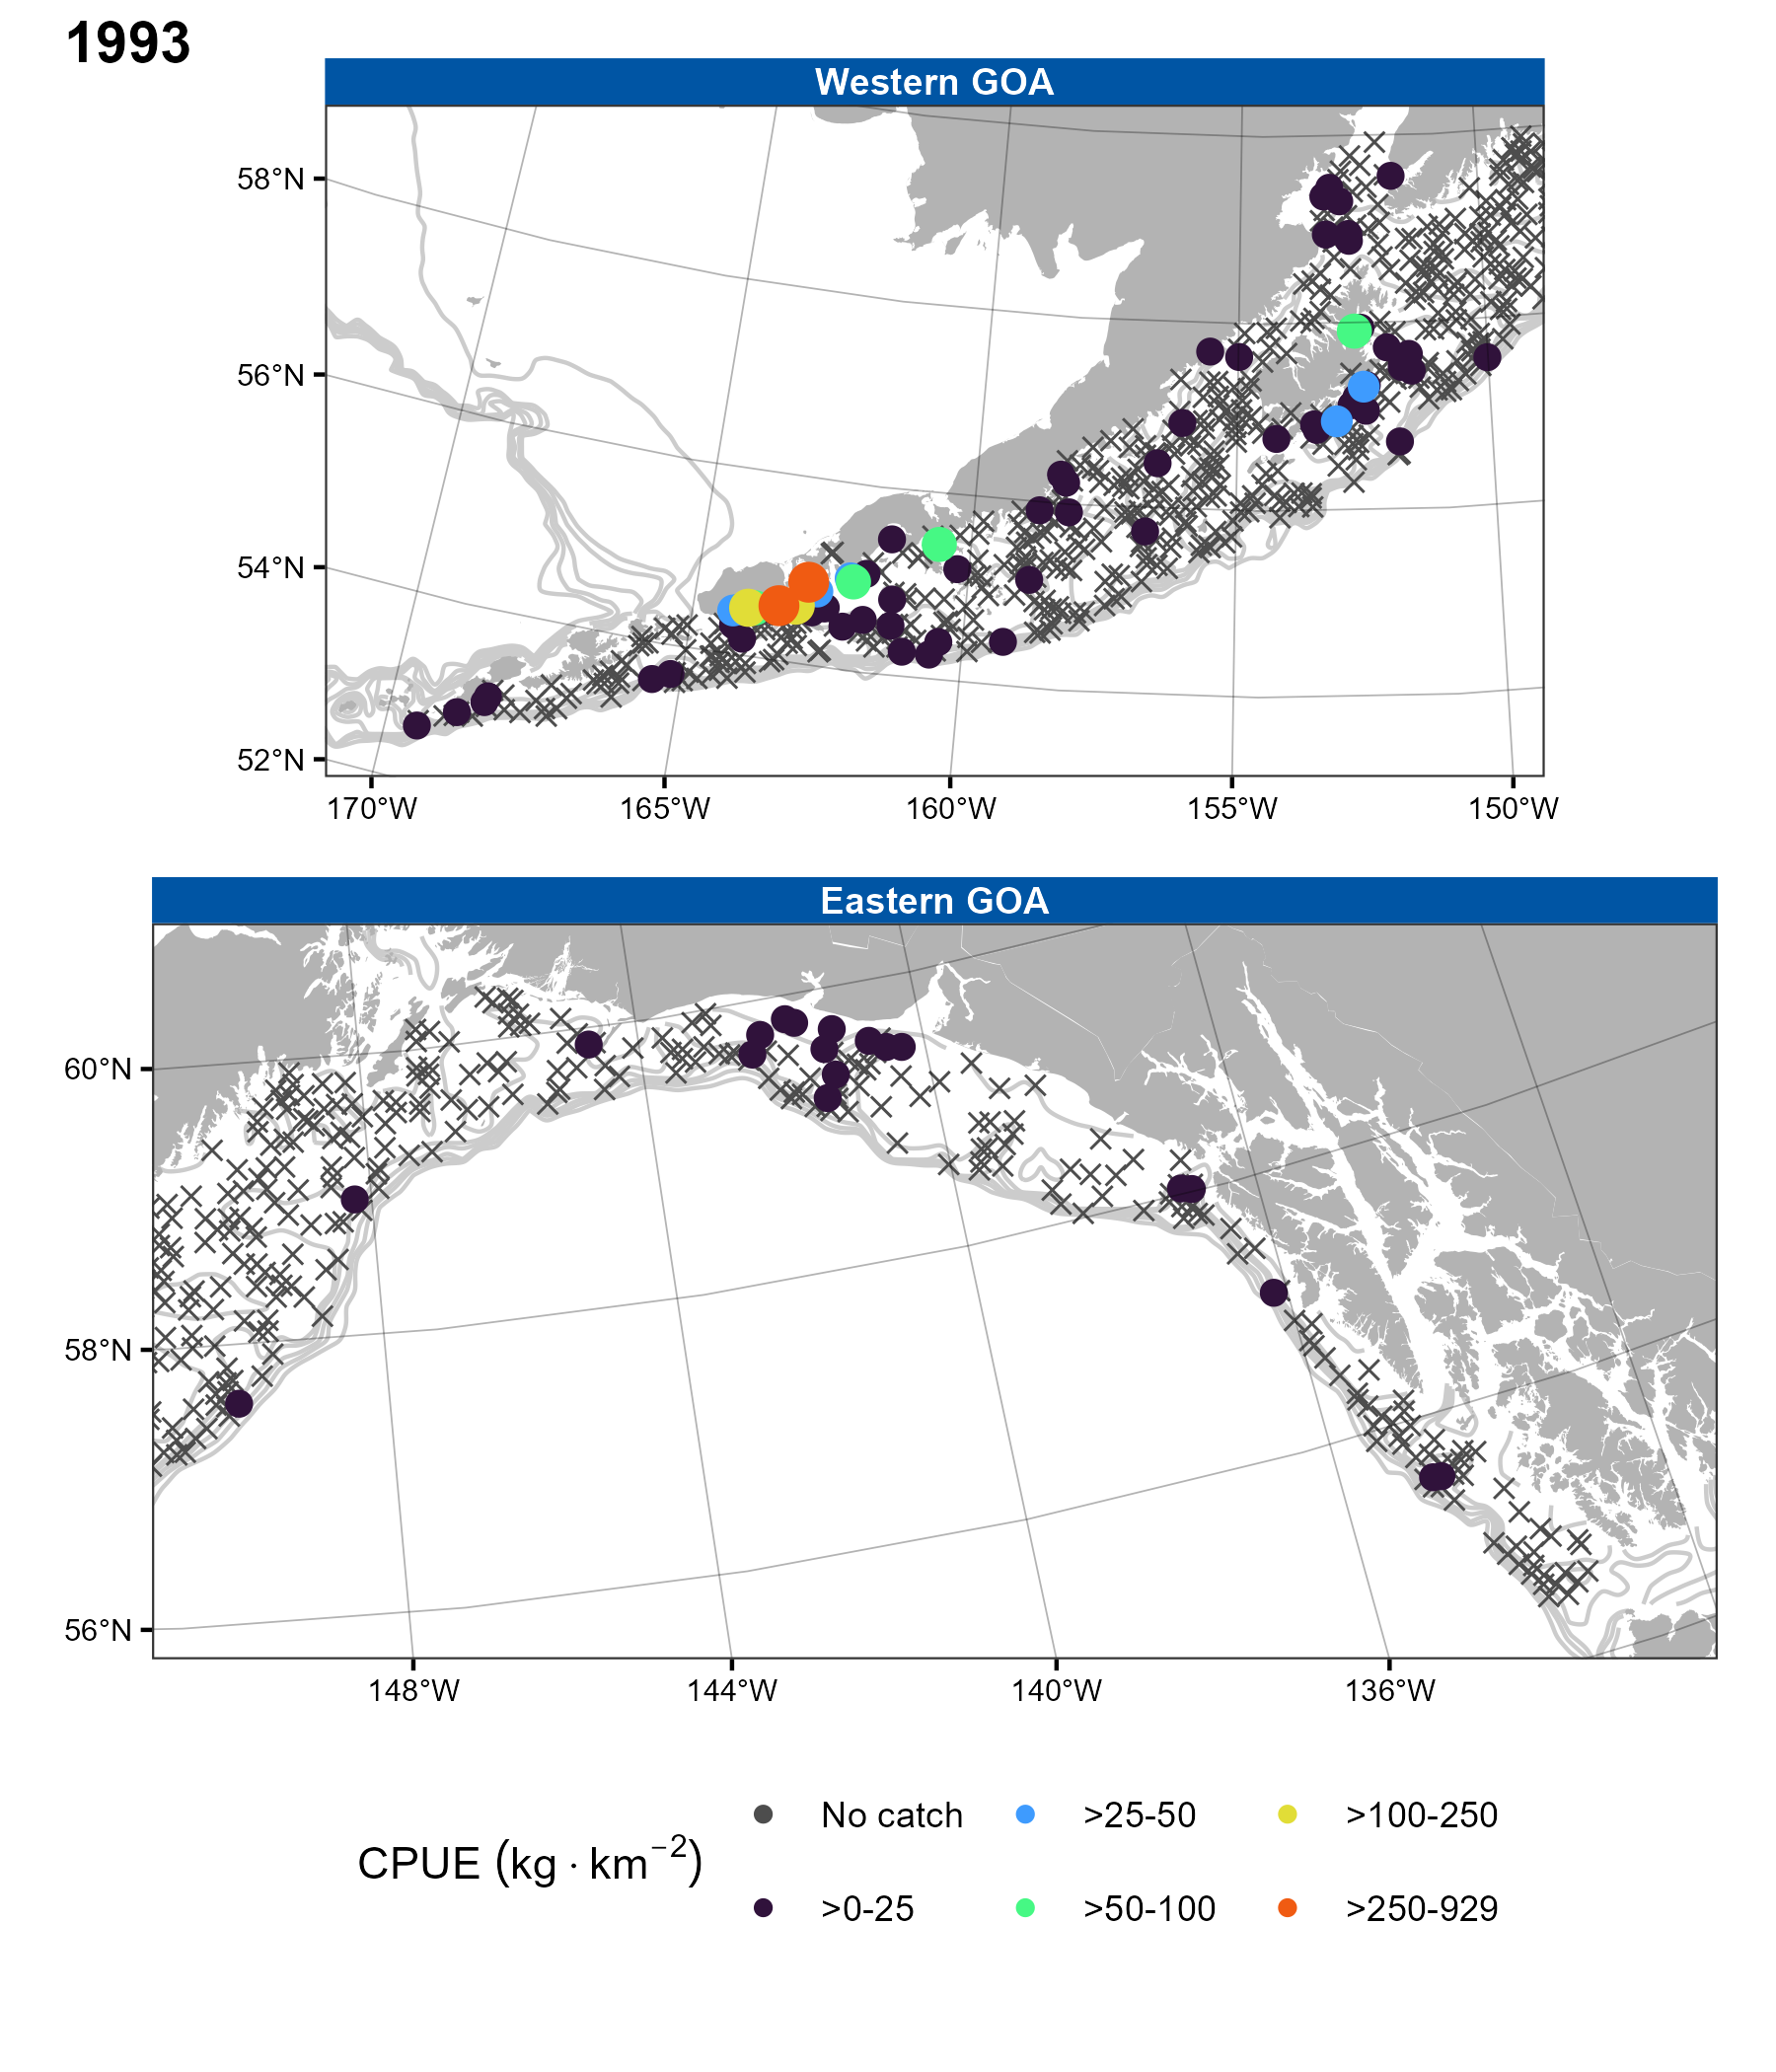 1993
Western GOA
58°N
56°N
54°N
52°N
170°W 165°W 160°W 155°W 150°W
Eastern GOA
60°N
58°N
56°N
148°W 144°W 140°W 136°W
CPUE (kg · km⁻²)
No catch >25-50 >100-250
>0-25 >50-100 >250-929